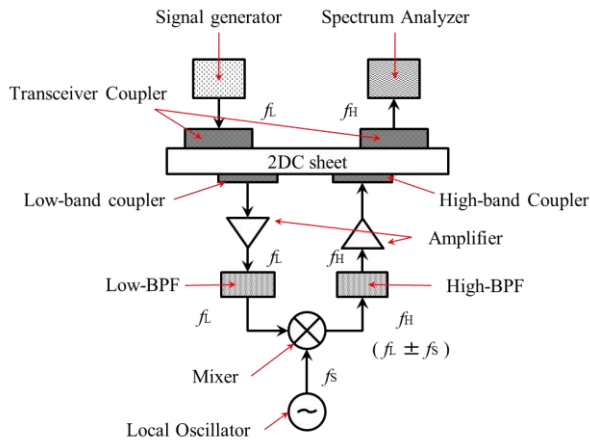 Signal generator
Spectrum Analyzer
Transceiver Coupler
fL
fH
2DC sheet
Low-band coupler
High-band Coupler
Amplifier
fL
fH
Low-BPF
High-BPF
fL
fH
( fL ± fS )
Mixer
fS
Local Oscillator
~